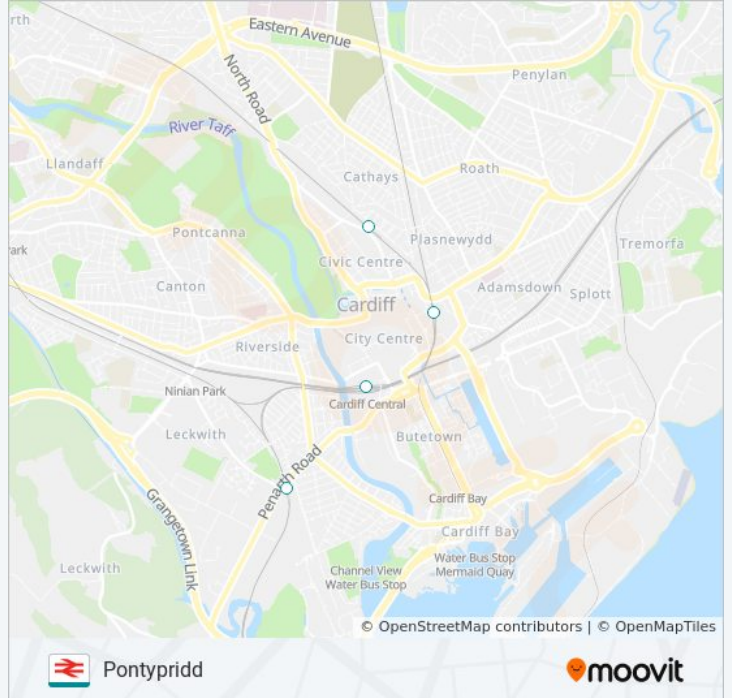 rth
Eastern Avenue
North Road
Penylan
River Taff
Llandaff
Cathays
Roath
Pontcanna
Plasnewydd
Tremorfa
ark
Civic Centre
Canton
Adamsdown
Splott
Cardiff
City Centre
Riverside
Ninian Park
Cardiff Central
Leckwith
Butetown
Penarth Road
Grangetown Link
Cardiff Bay
Cardiff Bay
Leckwith
Channel View
Water Bus Stop
Water Bus Stop
Mermaid Quay
© OpenStreetMap contributors | © OpenMapTiles
Pontypridd
moovit